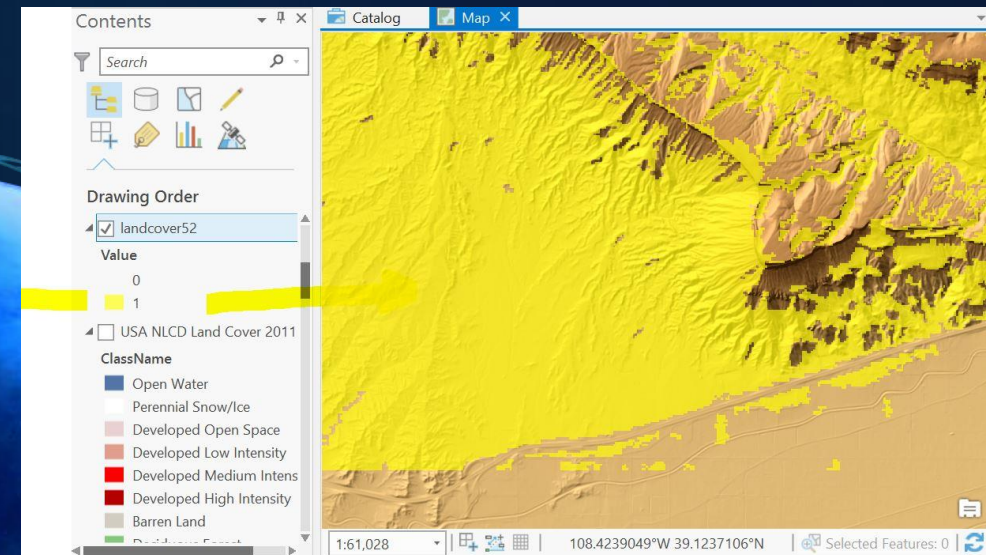 Contents
Catalog
Map
Search
Drawing Order
landcover52
Value
0
1
USA NLCD Land Cover 2011
ClassName
Open Water
Perennial Snow/Ice
Developed Open Space
Developed Low Intensity
Developed Medium Intens
Developed High Intensity
Barren Land
1:61,028
108.4239049°W 39.1237106°N
Selected Features: 0